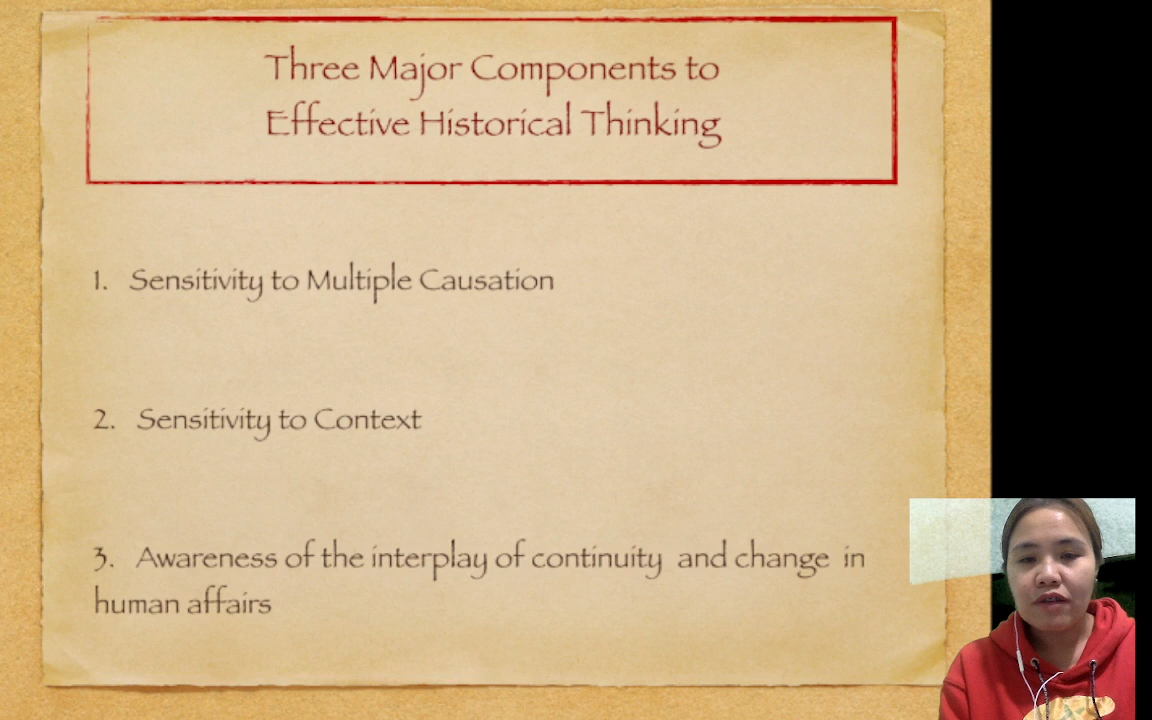 Three Major Components to
Effective Historical Thinking
1. Sensitivity to Multiple Causation
2. Sensitivity to Context
3. Awareness of the interplay of continuity and change in
human affairs